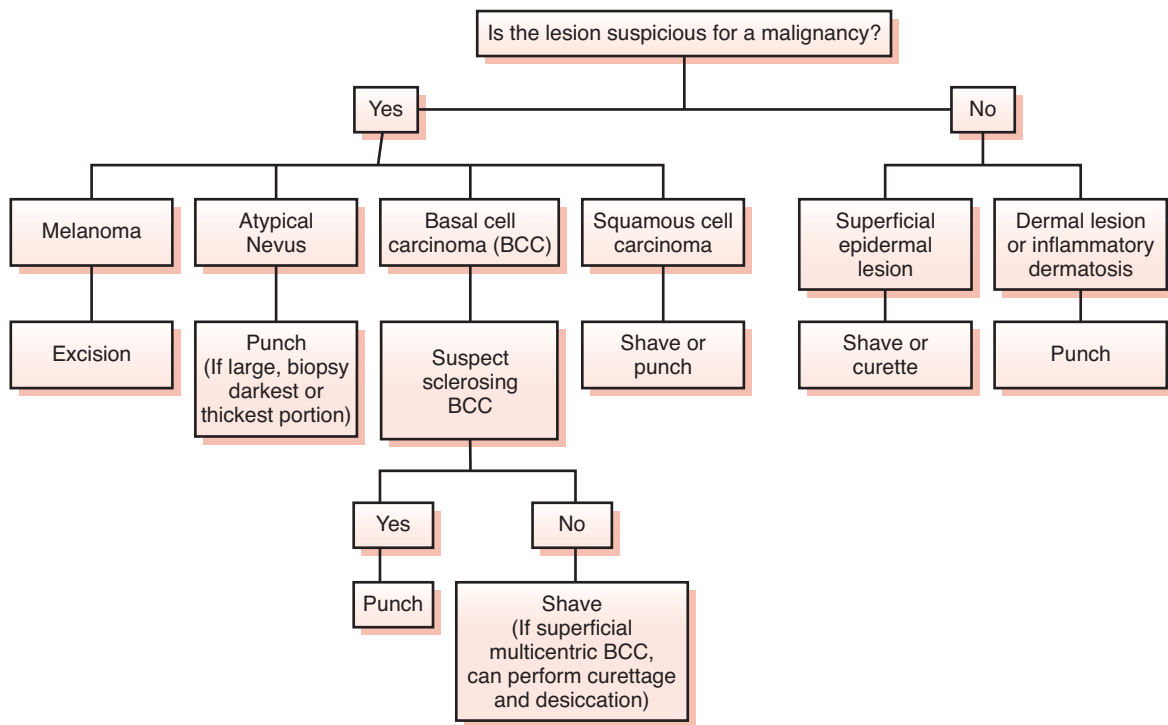 Is the lesion suspicious for a malignancy?
Yes
No
Melanoma
Atypical
Nevus
Basal cell
carcinoma (BCC)
Squamous cell
carcinoma
Superficial
epidermal
lesion
Dermal lesion
or inflammatory
dermatosis
Excision
Punch
(If large, biopsy
darkest or
thickest portion)
Suspect
sclerosing
BCC
Shave or
punch
Shave or
curette
Punch
Yes
No
Punch
Shave
(If superficial
multicentric BCC,
can perform curettage
and desiccation)